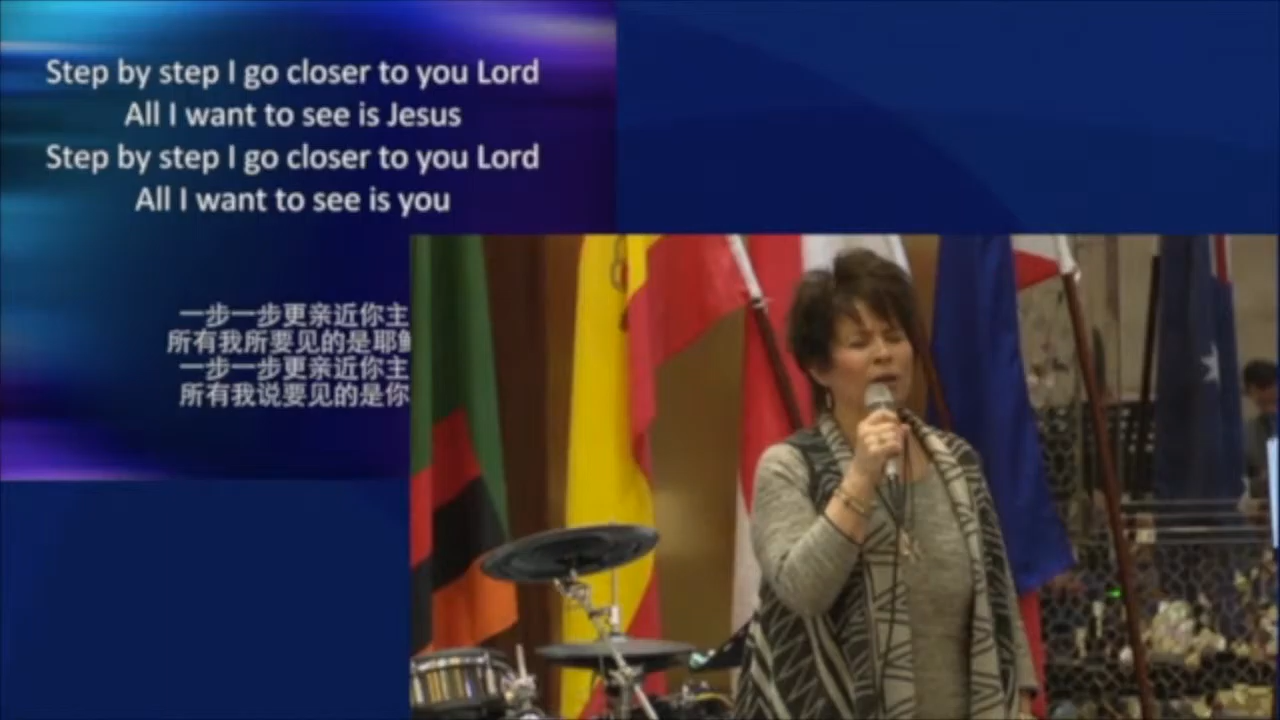 Step by step I go closer to you Lord
All I want to see is Jesus
Step by step I go closer to you Lord
All I want to see is you
一步一步更亲近你主
所有我所要见的是耶
一步一步更亲近你主
所有我说要见的是你